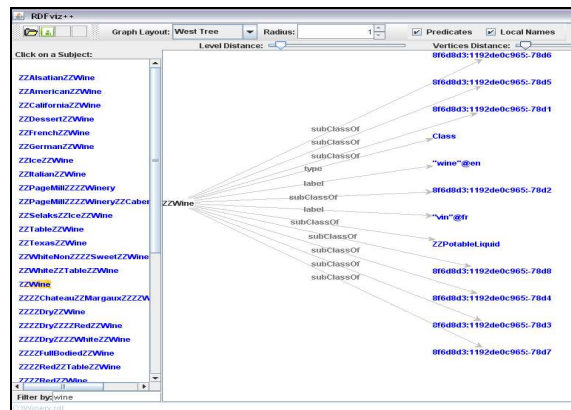 RDFviz++
Graph Layout: West Tree Radius: 1 Predicates Local Names
Level Distance: Vertices Distance:
Click on a Subject:
ZZAlsatianZZWine
ZZAmericanZZWine
ZZCaliforniaZZWine
ZZDessertZZWine
ZZFrenchZZWine
ZZGermanZZWine
ZZIceZZWine
ZZItalianZZWine
ZZPageMillZZZZWinery
ZZPageMillZZZZWineryZZCaber
ZZSelaksZZIceZZWine
ZZTableZZWine
ZZTexasZZWine
ZZWhiteNonZZZZSweetZZWine
ZZWhiteZZTableZZWine
ZZWine
ZZZZChateauZZMargauxZZZZW
ZZZZDryZZWine
ZZZZDryZZZZRedZZWine
ZZZZDryZZZZWhiteZZWine
ZZZZFullBodiedZZWine
ZZZZRedZZTableZZWine
ZZZZRedZZWine
Filter by: wine
ZZWine
subClassOf
subClassOf
subClassOf
type
label
subClassOf
label
subClassOf
subClassOf
subClassOf
subClassOf
subClassOf
8f6d8d3:1192de0c965:-78d6
8f6d8d3:1192de0c965:-78d5
8f6d8d3:1192de0c965:-78d1
Class
"wine"@en
8f6d8d3:1192de0c965:-78d2
"vin"@fr
ZZPotableLiquid
8f6d8d3:1192de0c965:-78d8
8f6d8d3:1192de0c965:-78d4
8f6d8d3:1192de0c965:-78d3
8f6d8d3:1192de0c965:-78d7